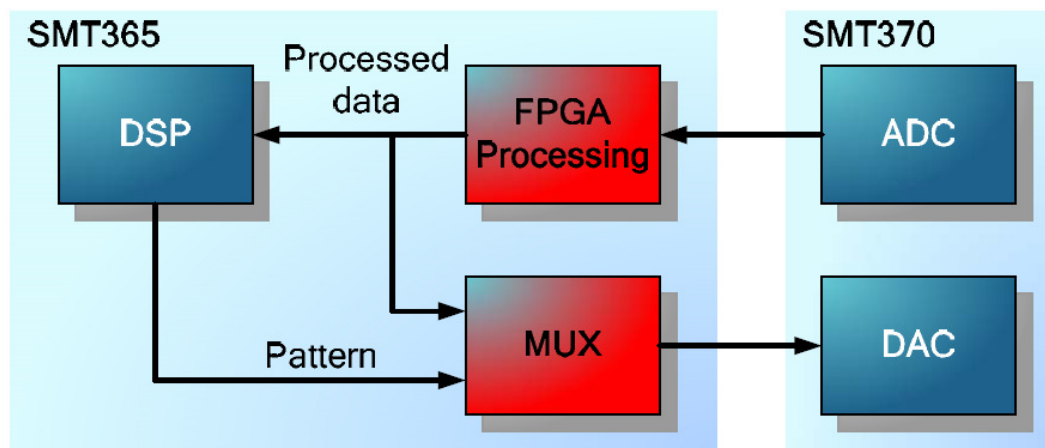 SMT365
SMT370
Processed
data
DSP
FPGA
Processing
ADC
MUX
DAC
Pattern